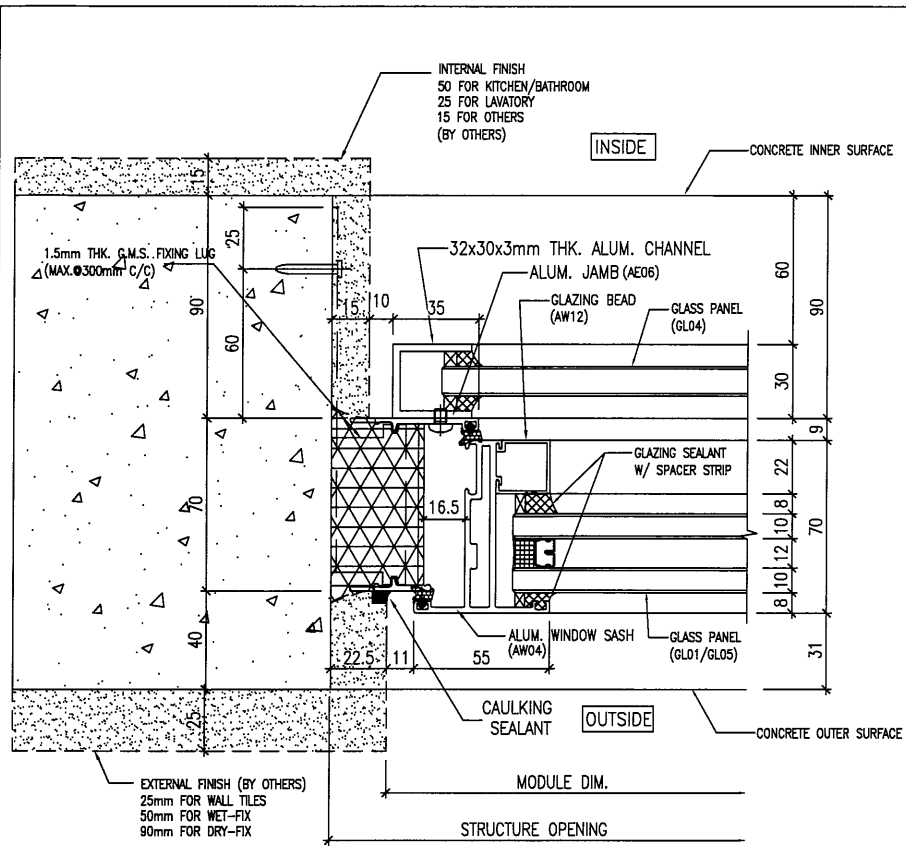 INTERNAL FINISH
50 FOR KITCHEN/BATHROOM
25 FOR LAVATORY
15 FOR OTHERS
(BY OTHERS)
INSIDE
CONCRETE INNER SURFACE
15
25
1.5mm THK. G.M.S. FIXING LUG
(MAX.@300mm C/C)
90
60
15
10
35
32x30x3mm THK. ALUM. CHANNEL
ALUM. JAMB (AE06)
GLAZING BEAD
(AW12)
GLASS PANEL
(GL04)
60
90
30
9
GLAZING SEALANT
W/ SPACER STRIP
22
16.5
8
10
12
10
8
70
70
40
22.5
11
55
ALUM. WINDOW SASH
(AW04)
GLASS PANEL
(GL01/GL05)
31
25
CAULKING
SEALANT
OUTSIDE
CONCRETE OUTER SURFACE
EXTERNAL FINISH (BY OTHERS)
25mm FOR WALL TILES
50mm FOR WET-FIX
90mm FOR DRY-FIX
MODULE DIM.
STRUCTURE OPENING